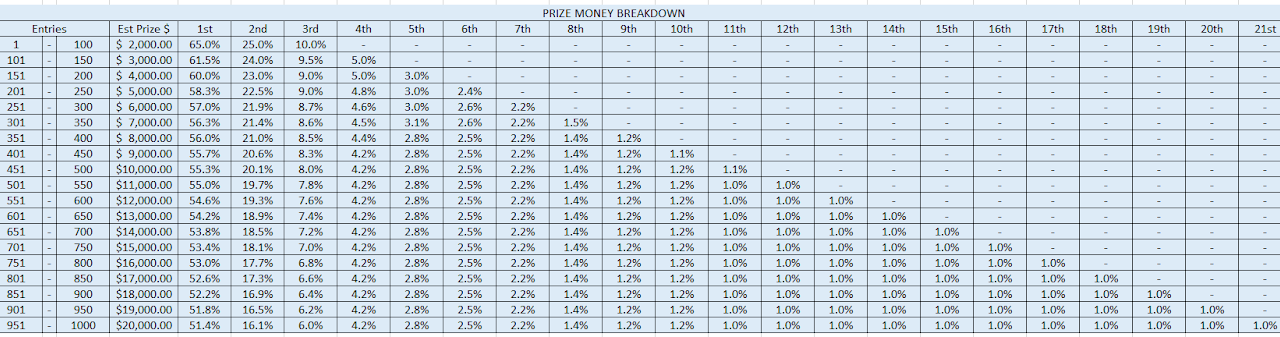 PRIZE MONEY BREAKDOWN
Entries Est Prize $ 1st 2nd 3rd 4th 5th 6th 7th 8th 9th 10th 11th 12th 13th 14th 15th 16th 17th 18th 19th 20th 21st
1 - 100 $ 2,000.00 65.0% 25.0% 10.0% - - - - - - - - - - - - - - - - - -
101 - 150 $ 3,000.00 61.5% 24.0% 9.5% 5.0% - - - - - - - - - - - - - - - - -
151 - 200 $ 4,000.00 60.0% 23.0% 9.0% 5.0% 3.0% - - - - - - - - - - - - - - - -
201 - 250 $ 5,000.00 58.3% 22.5% 9.0% 4.8% 3.0% 2.4% - - - - - - - - - - - - - - -
251 - 300 $ 6,000.00 57.0% 21.9% 8.7% 4.6% 3.0% 2.6% 2.2% - - - - - - - - - - - - - -
301 - 350 $ 7,000.00 56.3% 21.4% 8.6% 4.5% 3.1% 2.6% 2.2% 1.5% - - - - - - - - - - - - -
351 - 400 $ 8,000.00 56.0% 21.0% 8.5% 4.4% 2.8% 2.5% 2.2% 1.4% 1.2% - - - - - - - - - - - -
401 - 450 $ 9,000.00 55.7% 20.6% 8.3% 4.2% 2.8% 2.5% 2.2% 1.4% 1.2% 1.1% - - - - - - - - - - -
451 - 500 $10,000.00 55.3% 20.1% 8.0% 4.2% 2.8% 2.5% 2.2% 1.4% 1.2% 1.2% 1.1% - - - - - - - - - -
501 - 550 $11,000.00 55.0% 19.7% 7.8% 4.2% 2.8% 2.5% 2.2% 1.4% 1.2% 1.2% 1.0% 1.0% - - - - - - - - -
551 - 600 $12,000.00 54.6% 19.3% 7.6% 4.2% 2.8% 2.5% 2.2% 1.4% 1.2% 1.2% 1.0% 1.0% 1.0% - - - - - - - -
601 - 650 $13,000.00 54.2% 18.9% 7.4% 4.2% 2.8% 2.5% 2.2% 1.4% 1.2% 1.2% 1.0% 1.0% 1.0% 1.0% - - - - - - -
651 - 700 $14,000.00 53.8% 18.5% 7.2% 4.2% 2.8% 2.5% 2.2% 1.4% 1.2% 1.2% 1.0% 1.0% 1.0% 1.0% 1.0% - - - - - -
701 - 750 $15,000.00 53.4% 18.1% 7.0% 4.2% 2.8% 2.5% 2.2% 1.4% 1.2% 1.2% 1.0% 1.0% 1.0% 1.0% 1.0% 1.0% - - - - -
751 - 800 $16,000.00 53.0% 17.7% 6.8% 4.2% 2.8% 2.5% 2.2% 1.4% 1.2% 1.2% 1.0% 1.0% 1.0% 1.0% 1.0% 1.0% 1.0% - - - -
801 - 850 $17,000.00 52.6% 17.3% 6.6% 4.2% 2.8% 2.5% 2.2% 1.4% 1.2% 1.2% 1.0% 1.0% 1.0% 1.0% 1.0% 1.0% 1.0% 1.0% - - -
851 - 900 $18,000.00 52.2% 16.9% 6.4% 4.2% 2.8% 2.5% 2.2% 1.4% 1.2% 1.2% 1.0% 1.0% 1.0% 1.0% 1.0% 1.0% 1.0% 1.0% 1.0% - -
901 - 950 $19,000.00 51.8% 16.5% 6.2% 4.2% 2.8% 2.5% 2.2% 1.4% 1.2% 1.2% 1.0% 1.0% 1.0% 1.0% 1.0% 1.0% 1.0% 1.0% 1.0% 1.0% -
951 - 1000 $20,000.00 51.4% 16.1% 6.0% 4.2% 2.8% 2.5% 2.2% 1.4% 1.2% 1.2% 1.0% 1.0% 1.0% 1.0% 1.0% 1.0% 1.0% 1.0% 1.0% 1.0% 1.0%